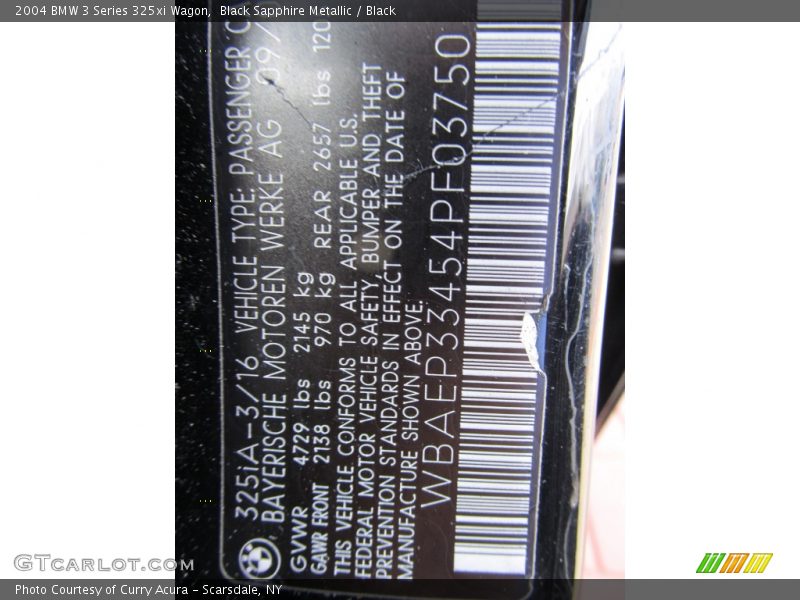 2004 BMW 3 Series 325xi Wagon,  Black Sapphire Metallic / Black
325iA-3/16 VEHICLE TYPE: PASSENGER C
BAYERISCHE MOTOREN WERKE AG 09/
GVWR 4729 lbs 2145 kg
GAWR FRONT 2138 lbs 970 kg REAR 2657 lbs 120
THIS VEHICLE CONFORMS TO ALL APPLICABLE U.S.
FEDERAL MOTOR VEHICLE SAFETY, BUMPER AND THEFT
PREVENTION STANDARDS IN EFFECT ON THE DATE OF
MANUFACTURE SHOWN ABOVE:
WBAEP33454PF03750
GTCARLOT.COM
Photo Courtesy of Curry Acura – Scarsdale, NY